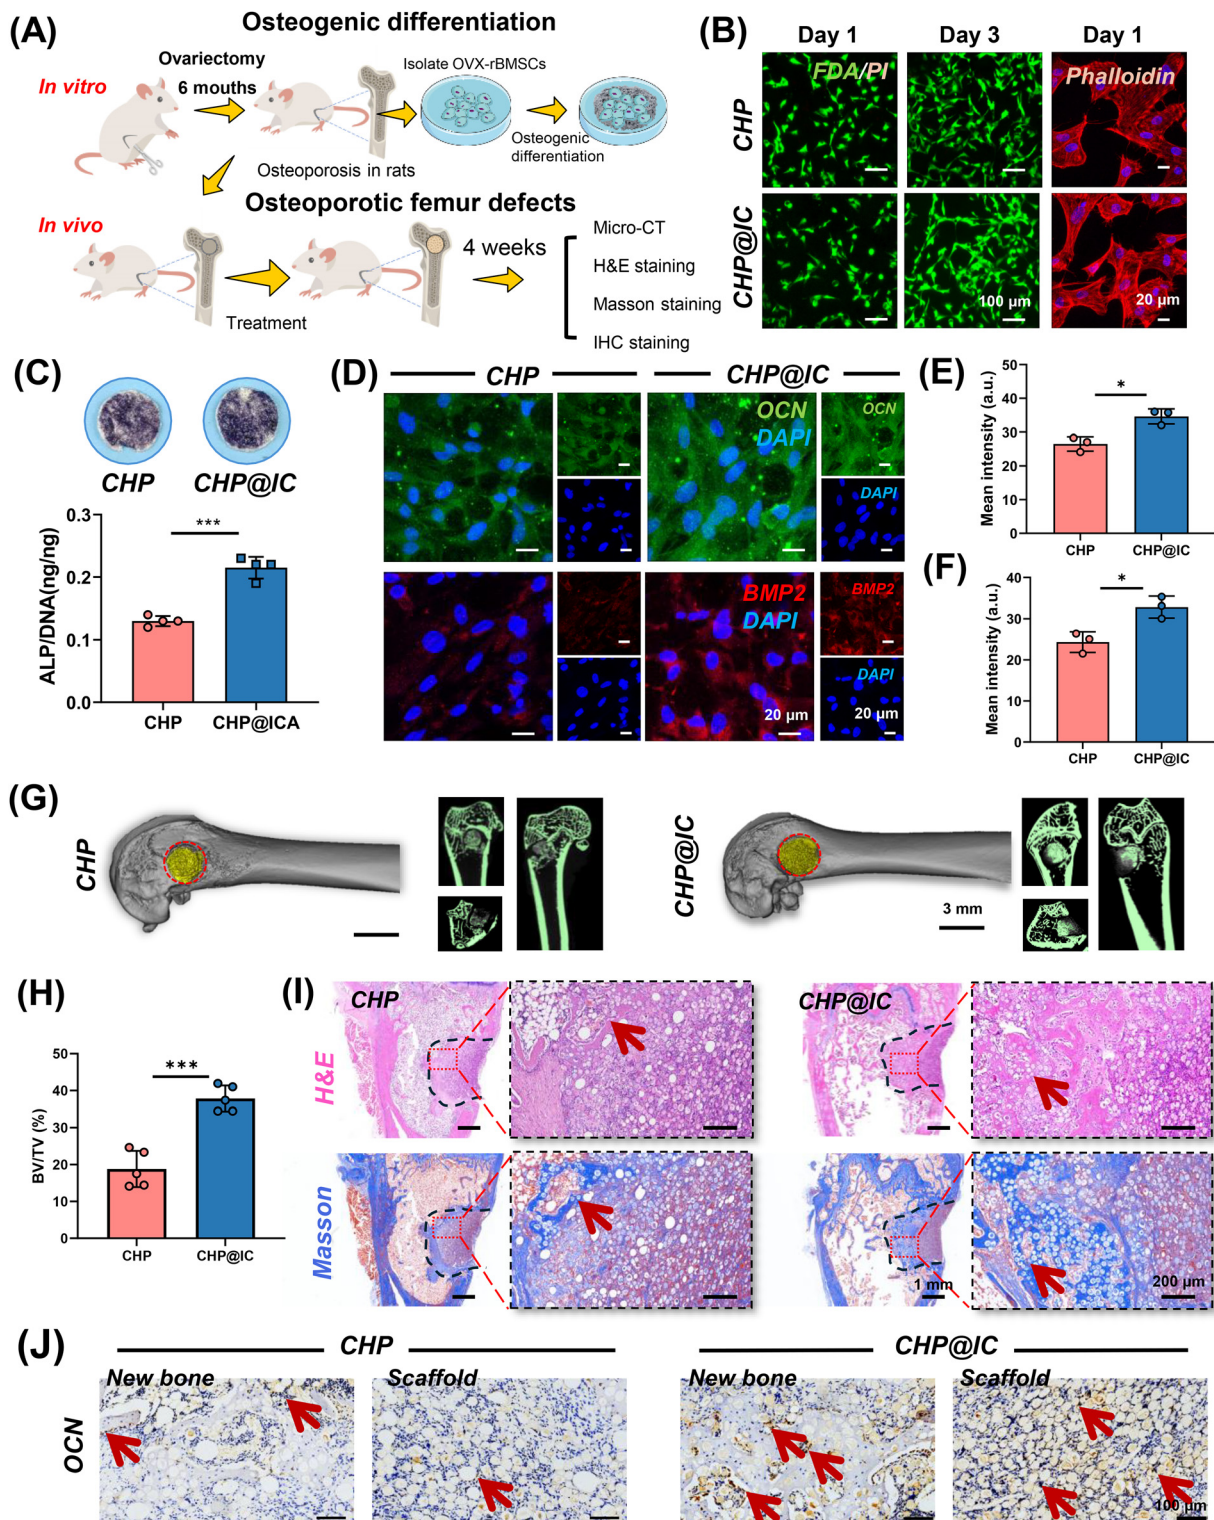 (A)
Osteogenic differentiation
In vitro
Ovariectomy
6 mouths
Isolate OVX-rBMSCs
Osteogenic
differentiation
Osteoporosis in rats
In vivo
Osteoporotic femur defects
Treatment
4 weeks
Micro-CT
H&E staining
Masson staining
IHC staining
(B)
Day 1
Day 3
Day 1
CHP
FDA/PI
Phalloidin
CHP@IC
100 µm
20 µm
(C)
CHP
CHP@IC
ALP/DNA(ng/ng)
0.3
0.2
0.1
0.0
***
CHP
CHP@ICA
(D)
CHP
CHP@IC
OCN
DAPI
OCN
DAPI
BMP2
DAPI
20 µm
BMP2
DAPI
20 µm
(E)
Mean intensity (a.u.)
50
40
30
20
10
0
*
CHP
CHP@IC
(F)
Mean intensity (a.u.)
40
30
20
10
0
*
CHP
CHP@IC
(G)
CHP
CHP@IC
3 mm
(H)
BV/TV (%)
50
40
30
20
10
0
***
CHP
CHP@IC
(I)
CHP
CHP@IC
H&E
Masson
1 mm
200 µm
(J)
CHP
CHP@IC
New bone
Scaffold
New bone
Scaffold
OCN
100 µm